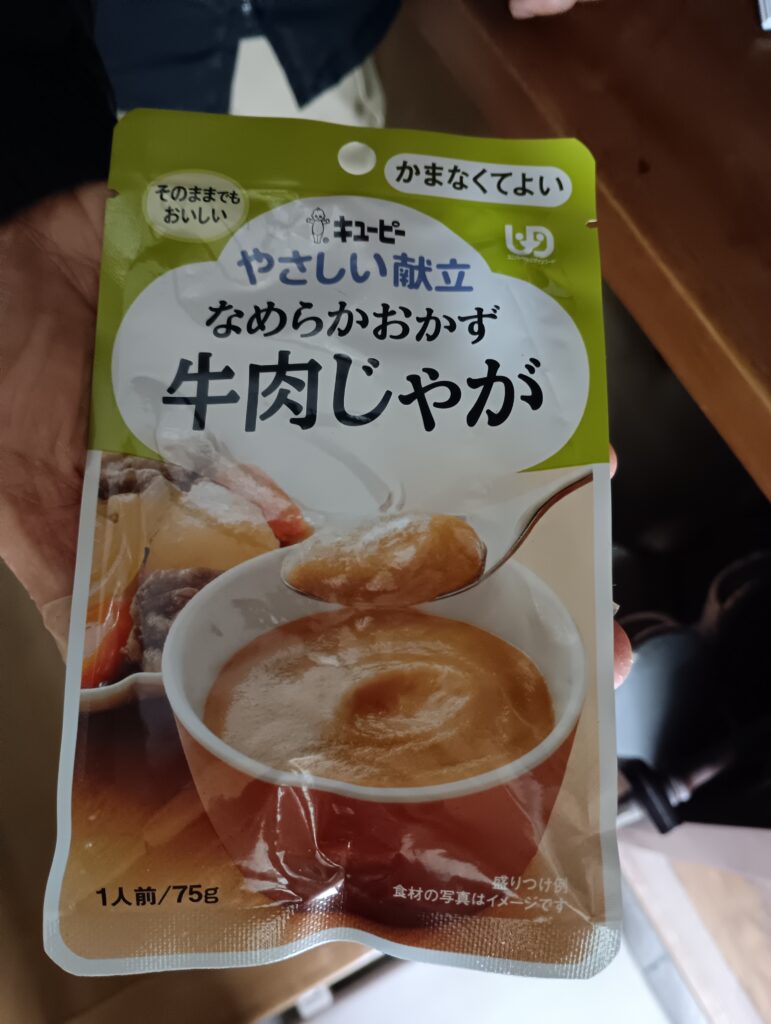 かまなくてよい
そのままでも
おいしい
キユーピー
やさしい献立
なめらかおかず
牛肉じゃが
1人前/75g
盛りつけ例
食材の写真はイメージです